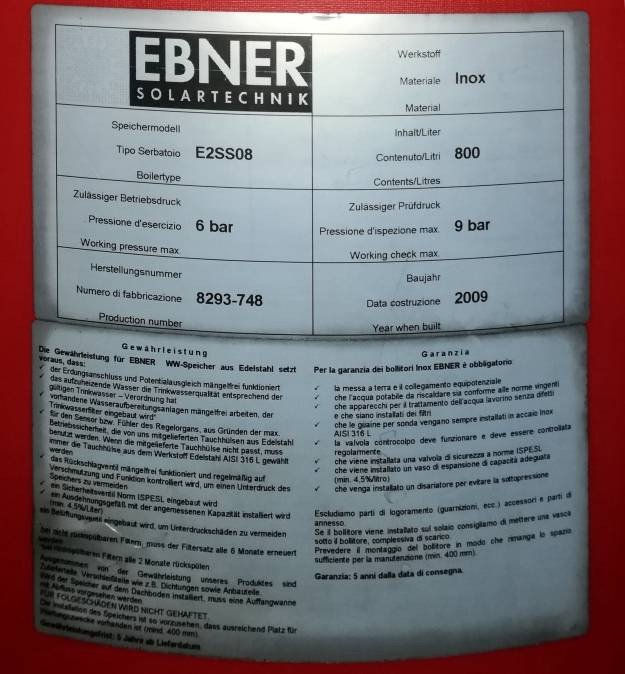 EBNER
SOLARTECHNIK
Werkstoff
Materiale Inox
Material
Speichermodell
Tipo Serbatoio E2SS08
Boilertype
Inhalt/Liter
Contenuto/Litri 800
Contents/Litres
Zulässiger Betriebsdruck
Pressione d'esercizio 6 bar
Working pressure max.
Zulässiger Prüfdruck
Pressione d'ispezione max. 9 bar
Working check max.
Herstellungsnummer
Numero di fabbricazione 8293-748
Production number
Baujahr
Data costruzione 2009
Year when built
Gewährleistung
Die Gewährleistung für EBNER WW-Speicher aus Edelstahl setzt
voraus, dass:
✓ der Erdungsanschluss und Potentialausgleich mängelfrei funktioniert
✓ das aufzuheizende Wasser die Trinkwasserqualität entsprechend der
gültigen Trinkwasser – Verordnung hat
✓ vorhandene Wasseraufbereitungsanlagen mängelfrei arbeiten, der
Trinkwasserfilter eingebaut wird*
✓ für den Sensor bzw. Fühler des Regelorgans, aus Gründen der max.
Betriebssicherheit, die von uns mitgelieferten Tauchhülsen aus Edelstahl
benutzt werden. Wenn die mitgelieferte Tauchhülse nicht passt, muss
immer die Tauchhülse aus dem Werkstoff Edelstahl AISI 316 L gewählt
werden
✓ das Rückschlagventil mängelfrei funktioniert und regelmäßig auf
Verschmutzung und Funktion kontrolliert wird, um einen Unterdruck des
Speichers zu vermeiden
✓ ein Sicherheitsventil Norm ISPESL eingebaut wird
✓ ein Ausdehnungsgefäß mit der angemessenen Kapazität installiert wird
(min. 4,5%/Liter)
ein Belüftungsventil eingebaut wird, um Unterdruckschäden zu vermeiden
bei nicht rückspülbaren Filtern, muss der Filtersatz alle 6 Monate erneuert
werden
*bei rückspülbaren Filtern alle 2 Monate rückspülen
Ausgenommen von der Gewährleistung unseres Produktes sind
Zulieferteile Verschleißteile wie z.B. Dichtungen sowie Anbauteile.
Wird der Speicher auf dem Dachboden installiert, muss eine Auffangwanne
mit Abfluss vorgesehen werden.
FÜR FOLGESCHÄDEN WIRD NICHT GEHAFTET.
Die Installation des Speichers ist so vorzusehen, dass ausreichend Platz für
Wartungszwecke vorhanden ist (mind. 400 mm).
Gewährleistungsfrist: 5 Jahre ab Lieferdatum
Garanzia
Per la garanzia dei bollitori Inox EBNER è obbligatorio:
✓ la messa a terra e il collegamento equipotenziale
✓ che l'acqua potabile da riscaldare sia conforme alle norme vingenti
✓ che apparecchi per il trattamento dell'acqua lavorino senza difetti
e che siano installati dei filtri
✓ che le guaine per sonda vengano sempre installati in acciaio Inox
AISI 316 L
✓ la valvola controcolpo deve funzionare e deve essere controllata
regolarmente
✓ che viene installata una valvola di sicurezza a norme ISPESL
✓ che viene installato un vaso di espansione di capacità adeguata
(min. 4,5%/litro)
✓ che venga installato un disariatore per evitare la sottopressione
Escludiamo parti di logoramento (guarnizioni, ecc.) accessori e parti di
annesso.
Se il bollitore viene installato sul solaio consigliamo di mettere una vasca
sotto il bollitore, complessiva di scarico.
Prevedere il montaggio del bollitore in modo che rimanga lo spazio
sufficiente per la manutenzione (min. 400 mm).
Garanzia: 5 anni dalla data di consegna.